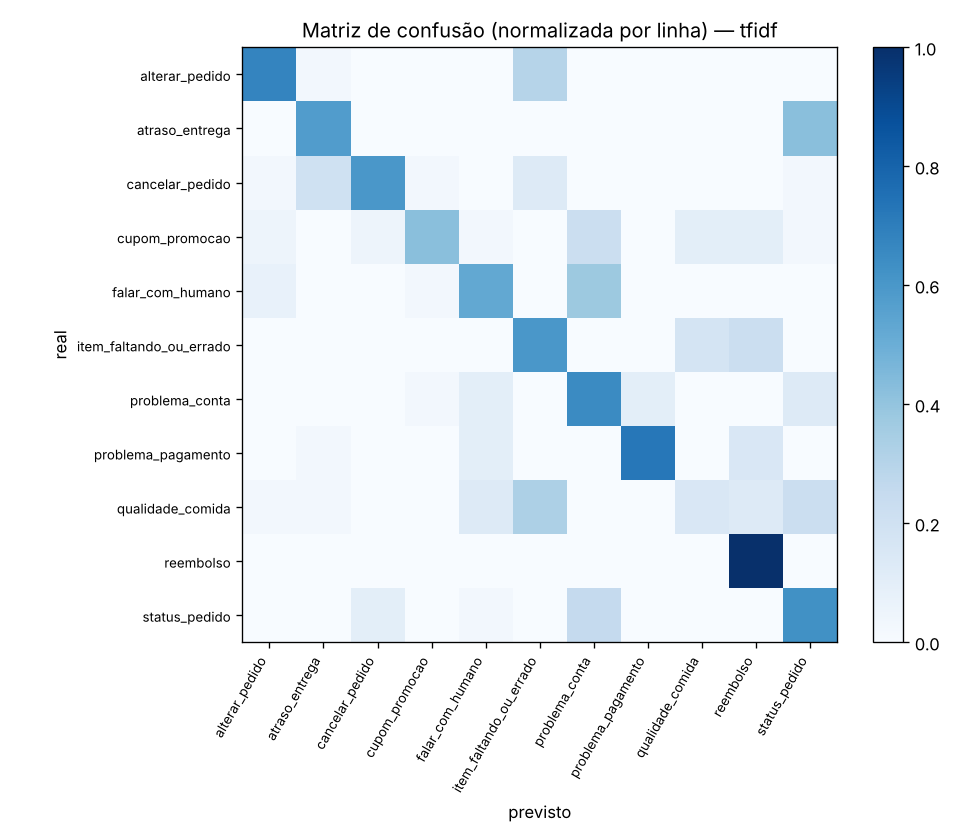 Matriz de confusão (normalizada por linha) — tfidf
real
alterar_pedido
atraso_entrega
cancelar_pedido
cupom_promocao
falar_com_humano
item_faltando_ou_errado
problema_conta
problema_pagamento
qualidade_comida
reembolso
status_pedido
alterar_pedido
atraso_entrega
cancelar_pedido
cupom_promocao
falar_com_humano
item_faltando_ou_errado
problema_conta
problema_pagamento
qualidade_comida
reembolso
status_pedido
previsto
1.0
0.8
0.6
0.4
0.2
0.0